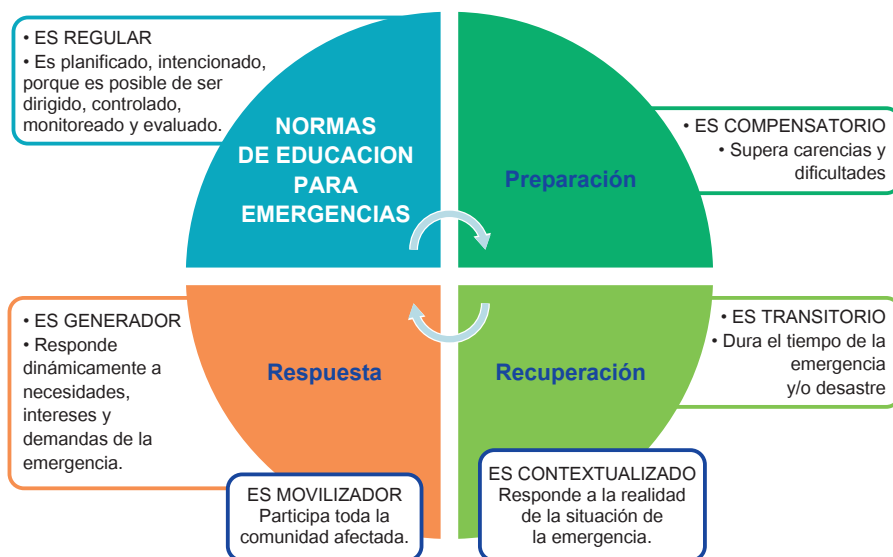 • ES REGULAR
• Es planificado, intencionado,
porque es posible de ser
dirigido, controlado,
monitoreado y evaluado.
NORMAS
DE EDUCACION
PARA
EMERGENCIAS
Preparación
• ES COMPENSATORIO
• Supera carencias y
dificultades
• ES GENERADOR
• Responde
dinámicamente a
necesidades,
intereses y
demandas de la
emergencia.
Respuesta
Recuperación
• ES TRANSITORIO
• Dura el tiempo de la
emergencia
y/o desastre
ES MOVILIZADOR
Participa toda la
comunidad afectada.
ES CONTEXTUALIZADO
Responde a la realidad
de la situación de
la emergencia.